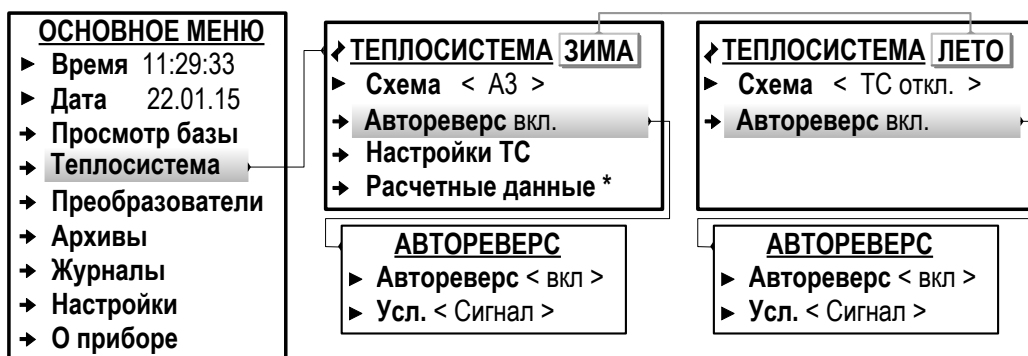 ОСНОВНОЕ МЕНЮ
Время 11:29:33
Дата 22.01.15
Просмотр базы
Теплосистема
Преобразователи
Архивы
Журналы
Настройки
О приборе
ТЕПЛОСИСТЕМА ЗИМА
Схема < А3 >
Автореверс вкл.
Настройки ТС
Расчетные данные *
АВТОРЕВЕРС
Автореверс < вкл >
Усл. < Сигнал >
ТЕПЛОСИСТЕМА ЛЕТО
Схема < ТС откл. >
Автореверс вкл.
АВТОРЕВЕРС
Автореверс < вкл >
Усл. < Сигнал >